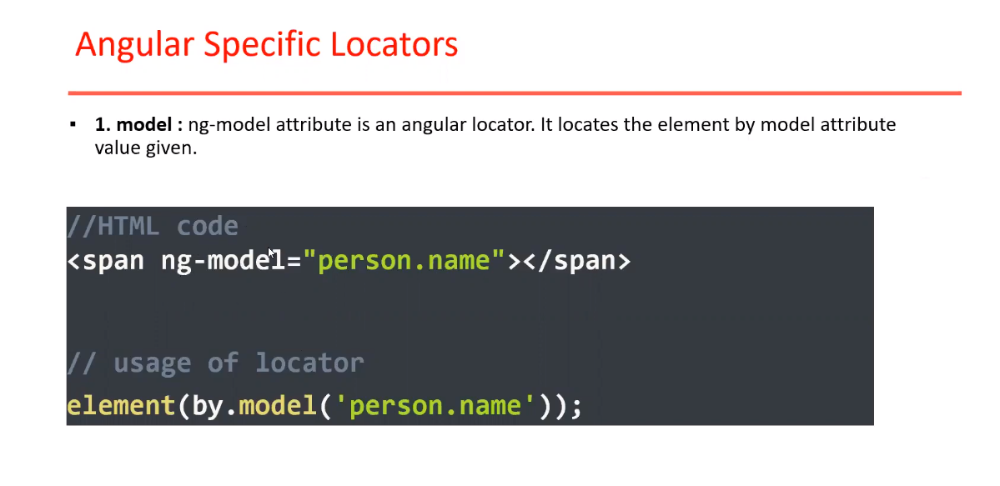 Angular Specific Locators
▪ 1. model : ng-model attribute is an angular locator. It locates the element by model attribute
value given.
//HTML code
<span ng-model="person.name"></span>
// usage of locator
element(by.model('person.name'));